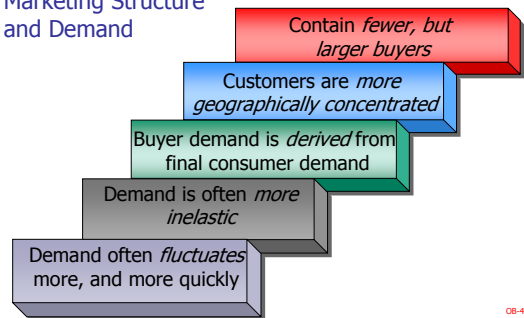 Marketing Structure
and Demand
Contain fewer, but
larger buyers
Customers are more
geographically concentrated
Buyer demand is derived from
final consumer demand
Demand is often more
inelastic
Demand often fluctuates
more, and more quickly
OB-4